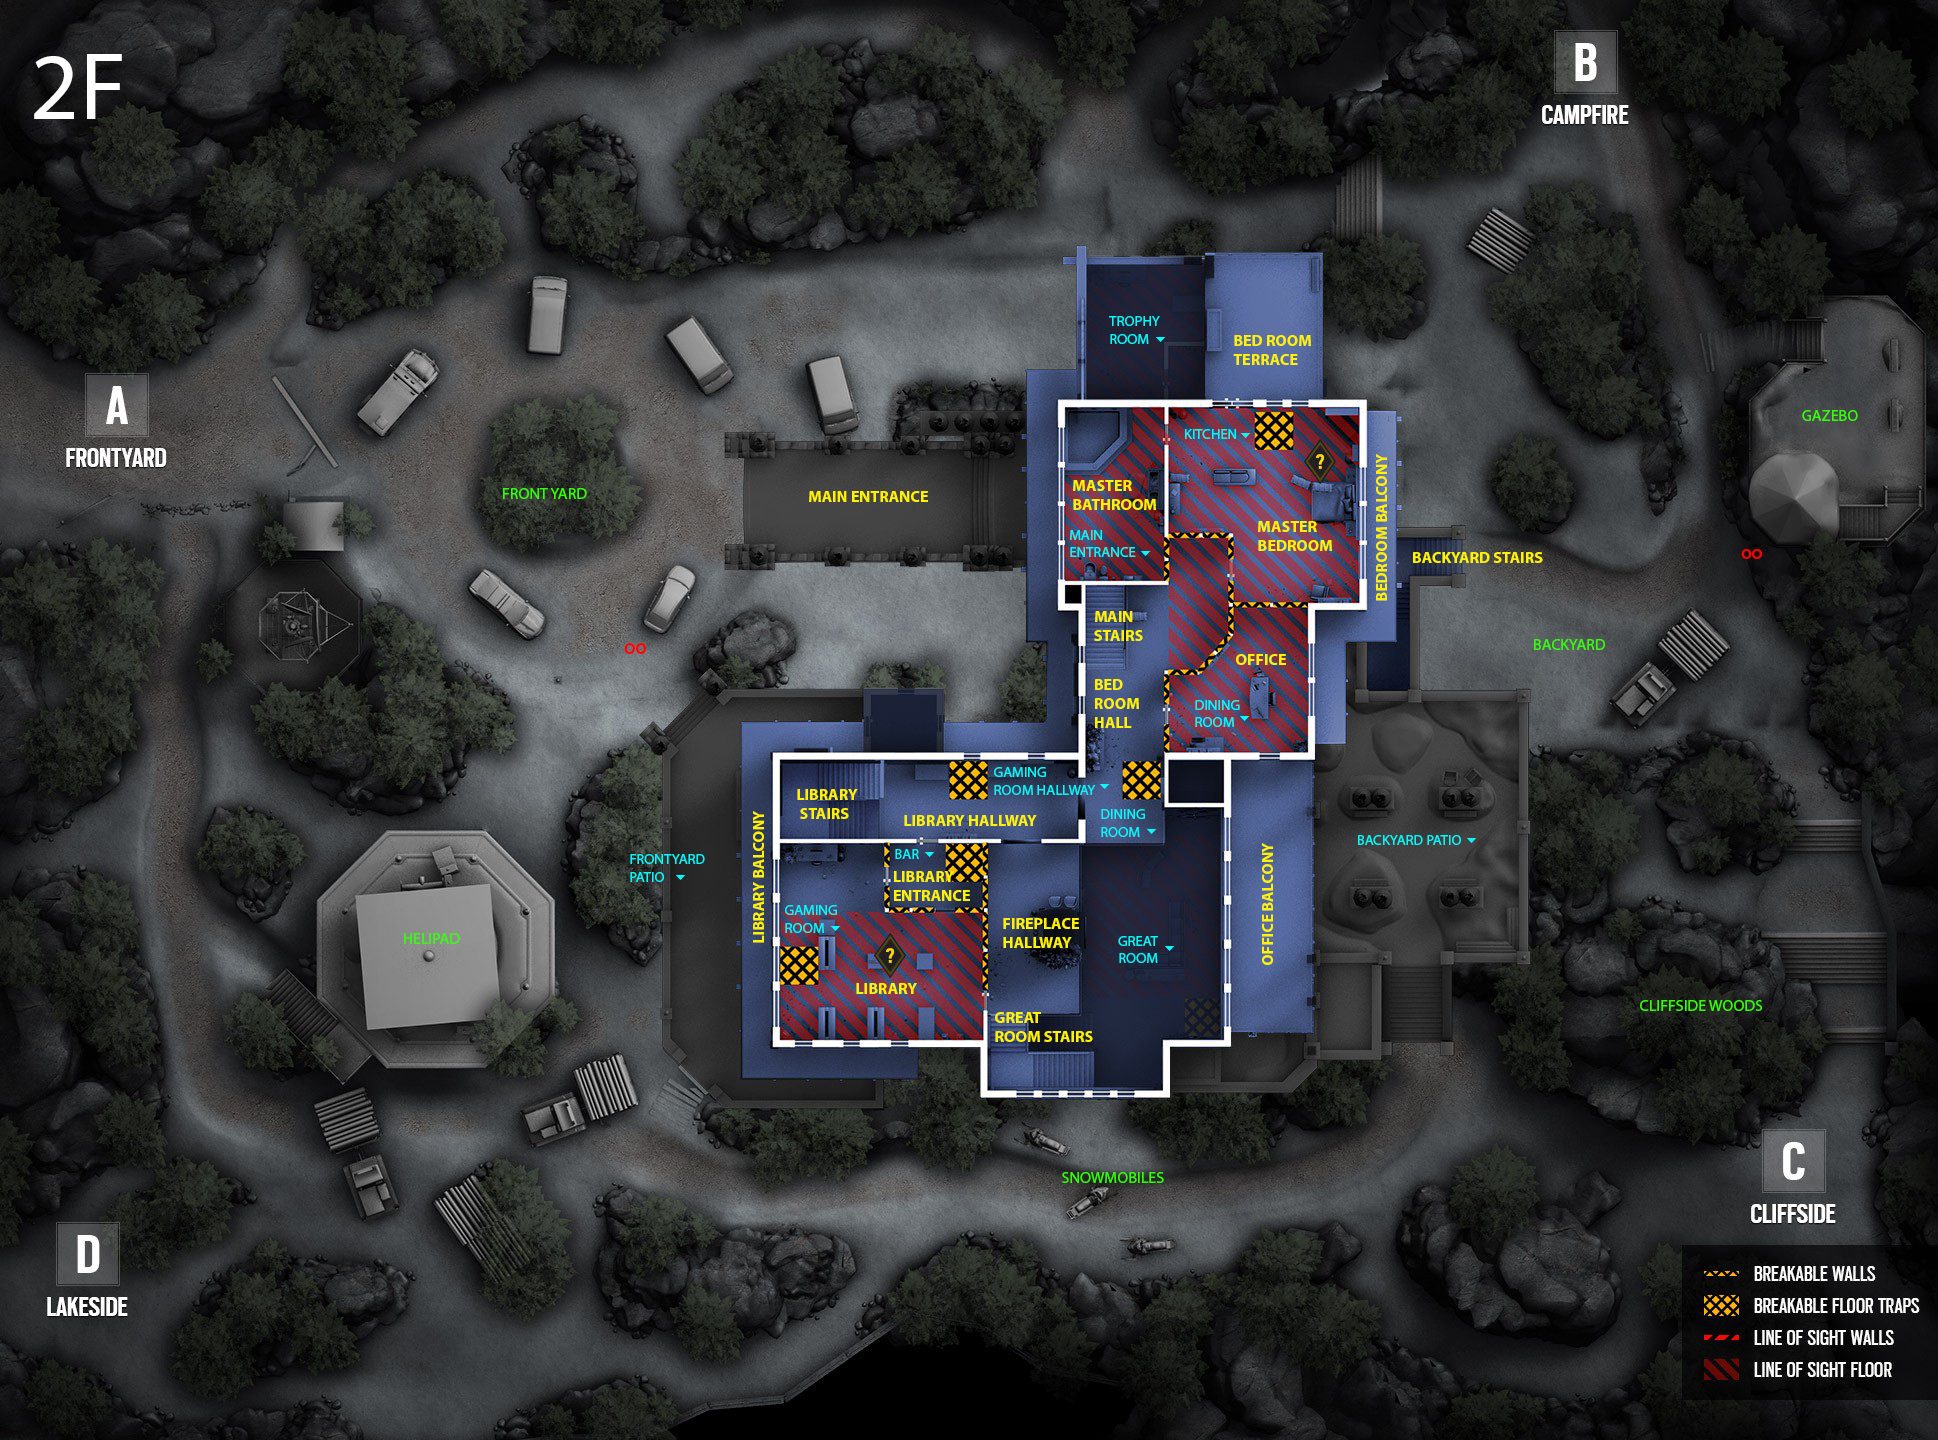 2F
B
CAMPFIRE
A
FRONTYARD
TROPHY
ROOM
BED ROOM
TERRACE
GAZEBO
KITCHEN
?
FRONT YARD
MAIN ENTRANCE
MASTER
BATHROOM
MASTER
BEDROOM
BEDROOM BALCONY
MAIN
ENTRANCE
BACKYARD STAIRS
BACKYARD
MAIN
STAIRS
OFFICE
BED
ROOM
HALL
DINING
ROOM
GAMING
ROOM HALLWAY
LIBRARY
STAIRS
LIBRARY HALLWAY
DINING
ROOM
BACKYARD PATIO
FRONTYARD
PATIO
LIBRARY BALCONY
BAR
LIBRARY
ENTRANCE
GAMING
ROOM
FIREPLACE
HALLWAY
GREAT
ROOM
OFFICE BALCONY
HELIPAD
?
LIBRARY
GREAT
ROOM STAIRS
CLIFFSIDE WOODS
SNOWMOBILES
C
CLIFFSIDE
D
LAKESIDE
BREAKABLE WALLS
BREAKABLE FLOOR TRAPS
LINE OF SIGHT WALLS
LINE OF SIGHT FLOOR